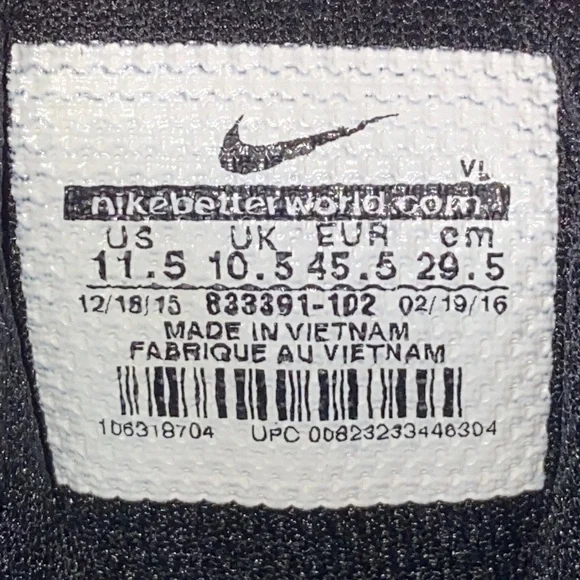 VL
nikebetterworld.com
US UK EUR cm
11.5 10.5 45.5 29.5
12/18/15 833391-102 02/19/16
MADE IN VIETNAM
FABRIQUE AU VIETNAM
106318704 UPC 00823233446304